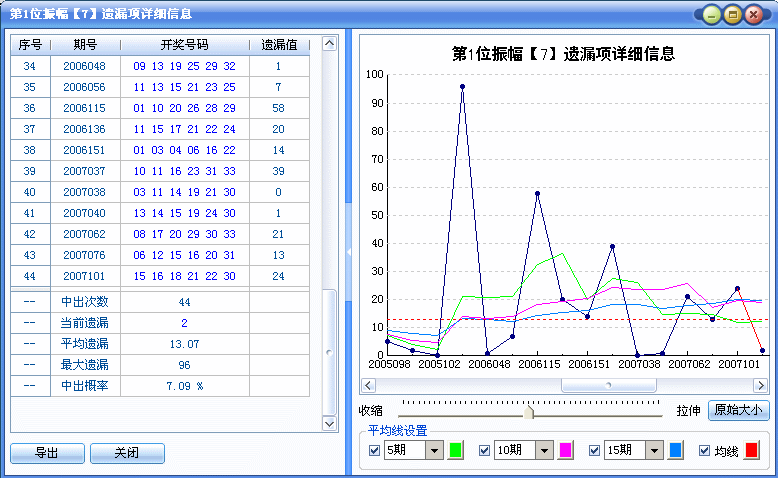 第1位振幅【7】遗漏项详细信息
序号 期号 开奖号码 遗漏值
34 2006048 09 13 19 25 29 32 1
35 2006056 11 13 15 21 23 25 7
36 2006115 01 10 20 26 28 29 58
37 2006136 11 15 17 21 22 24 20
38 2006151 01 03 04 06 16 22 14
39 2007037 10 11 16 23 31 33 39
40 2007038 03 11 14 19 21 30 0
41 2007040 13 14 15 19 24 30 1
42 2007062 08 17 20 29 30 33 21
43 2007076 06 12 15 16 20 31 13
44 2007101 15 16 18 21 22 30 24
-- 中出次数 44
-- 当前遗漏 2
-- 平均遗漏 13.07
-- 最大遗漏 96
-- 中出概率 7.09 %
导出 关闭
第1位振幅【7】遗漏项详细信息
100
90
80
70
60
50
40
30
20
10
0
2005098 2005102 2006048 2006115 2006151 2007038 2007062 2007101
收缩 拉伸 原始大小
平均线设置
5期 10期 15期 均线